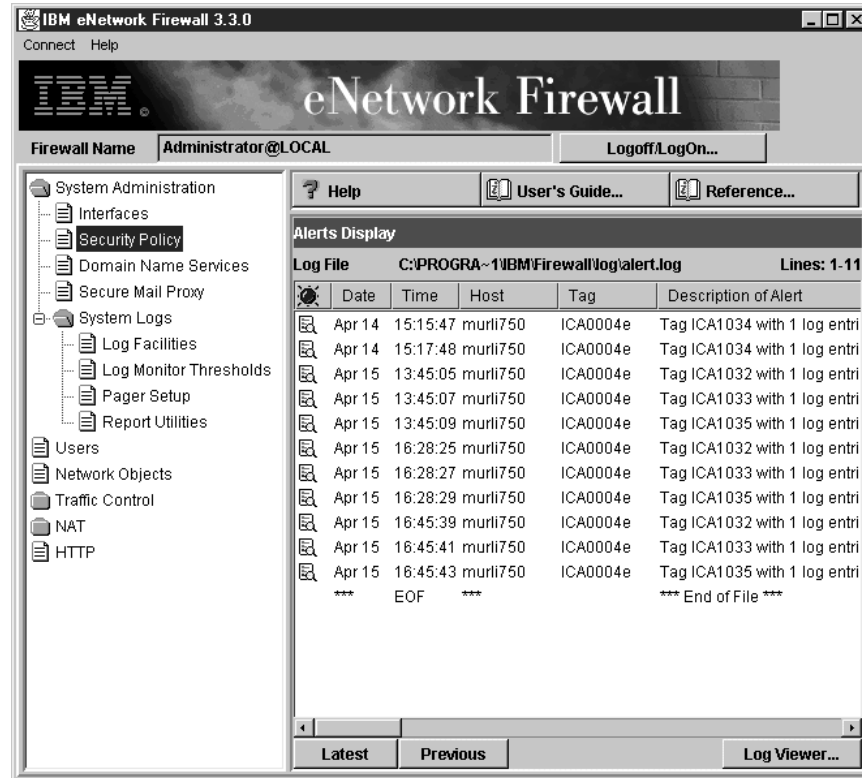 IBM eNetwork Firewall 3.3.0
Connect Help
IBM® eNetwork Firewall
Firewall Name Administrator@LOCAL Logoff/LogOn...
System Administration
Interfaces
Security Policy
Domain Name Services
Secure Mail Proxy
System Logs
Log Facilities
Log Monitor Thresholds
Pager Setup
Report Utilities
Users
Network Objects
Traffic Control
NAT
HTTP
? Help User's Guide... Reference...
Alerts Display
Log File C:\PROGRA~1\IBM\Firewall\log\alert.log Lines: 1-11
Date Time Host Tag Description of Alert
Apr 14 15:15:47 murli750 ICA0004e Tag ICA1034 with 1 log entri
Apr 14 15:17:48 murli750 ICA0004e Tag ICA1034 with 1 log entri
Apr 15 13:45:05 murli750 ICA0004e Tag ICA1032 with 1 log entri
Apr 15 13:45:07 murli750 ICA0004e Tag ICA1033 with 1 log entri
Apr 15 13:45:09 murli750 ICA0004e Tag ICA1035 with 1 log entri
Apr 15 16:28:25 murli750 ICA0004e Tag ICA1032 with 1 log entri
Apr 15 16:28:27 murli750 ICA0004e Tag ICA1033 with 1 log entri
Apr 15 16:28:29 murli750 ICA0004e Tag ICA1035 with 1 log entri
Apr 15 16:45:39 murli750 ICA0004e Tag ICA1032 with 1 log entri
Apr 15 16:45:41 murli750 ICA0004e Tag ICA1033 with 1 log entri
Apr 15 16:45:43 murli750 ICA0004e Tag ICA1035 with 1 log entri
*** EOF *** *** End of File ***
Latest Previous Log Viewer...